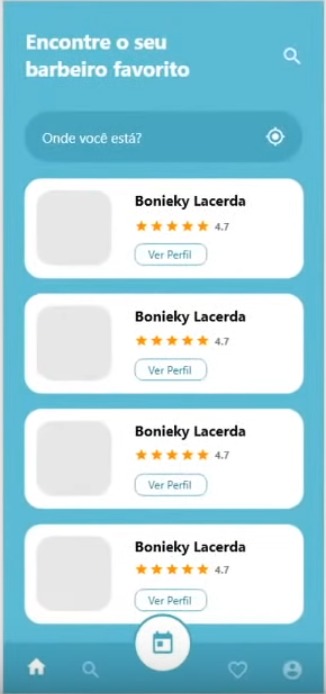 Encontre o seu
barbeiro favorito
Onde você está?
Bonieky Lacerda
4.7
Ver Perfil
Bonieky Lacerda
4.7
Ver Perfil
Bonieky Lacerda
4.7
Ver Perfil
Bonieky Lacerda
4.7
Ver Perfil